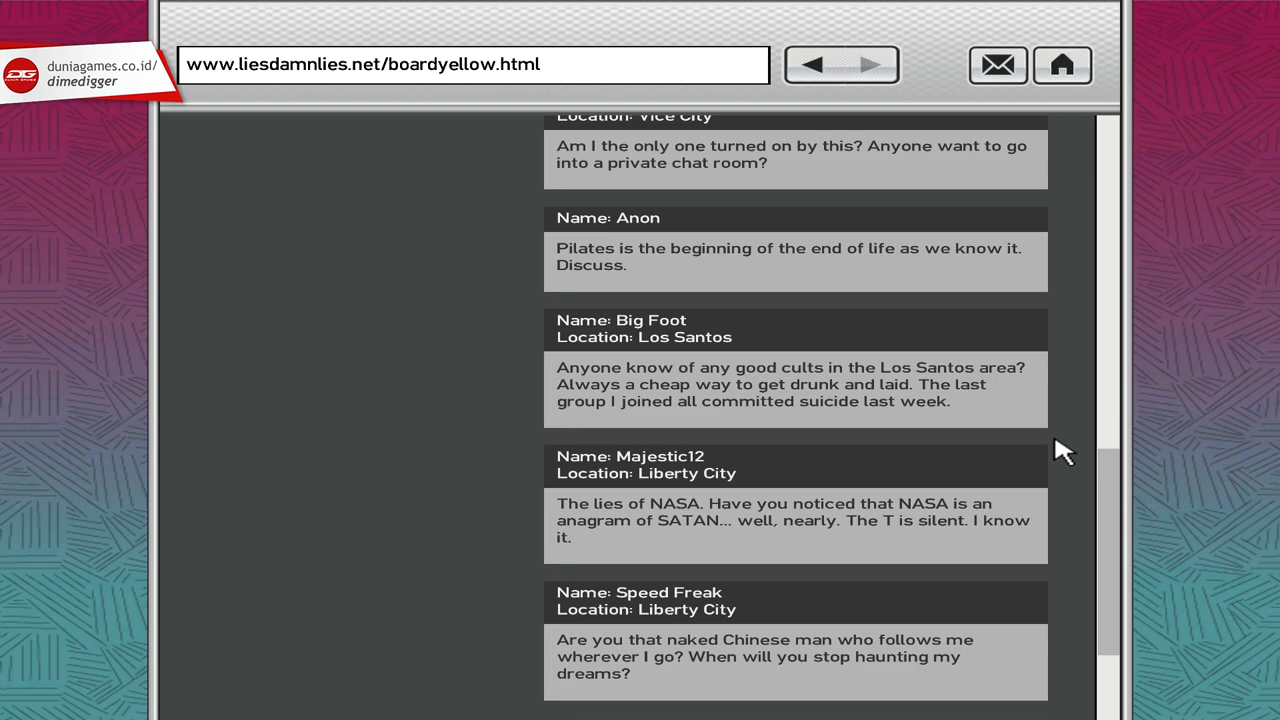 www.liesdamnlies.net/boardyellow.html
duniagames.co.id/
dimedigger
DG
Location: Vice City
Am I the only one turned on by this? Anyone want to go
into a private chat room?
Name: Anon
Pilates is the beginning of the end of life as we know it.
Discuss.
Name: Big Foot
Location: Los Santos
Anyone know of any good cults in the Los Santos area?
Always a cheap way to get drunk and laid. The last
group I joined all committed suicide last week.
Name: Majestic12
Location: Liberty City
The lies of NASA. Have you noticed that NASA is an
anagram of SATAN... well, nearly. The T is silent. I know
it.
Name: Speed Freak
Location: Liberty City
Are you that naked Chinese man who follows me
wherever I go? When will you stop haunting my
dreams?